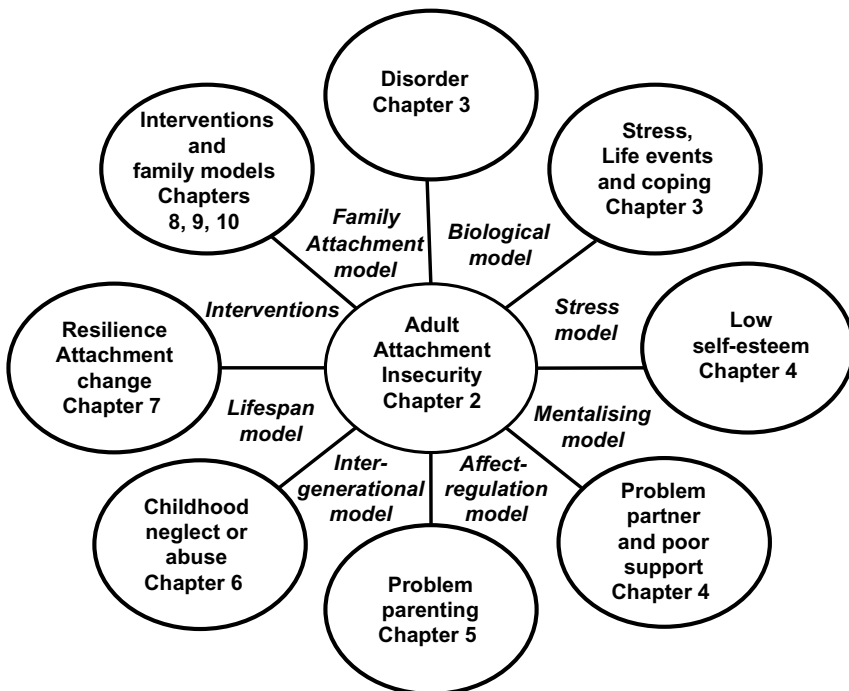 Disorder
Chapter 3
Interventions
and
family models
Chapters
8, 9, 10
Stress,
Life events
and coping
Chapter 3
Family
Attachment
model
Biological
model
Interventions
Stress
model
Resilience
Attachment
change
Chapter 7
Adult
Attachment
Insecurity
Chapter 2
Low
self-esteem
Chapter 4
Lifespan
model
Mentalising
model
Inter-
generational
model
Affect-
regulation
model
Childhood
neglect or
abuse
Chapter 6
Problem
parenting
Chapter 5
Problem
partner
and poor
support
Chapter 4